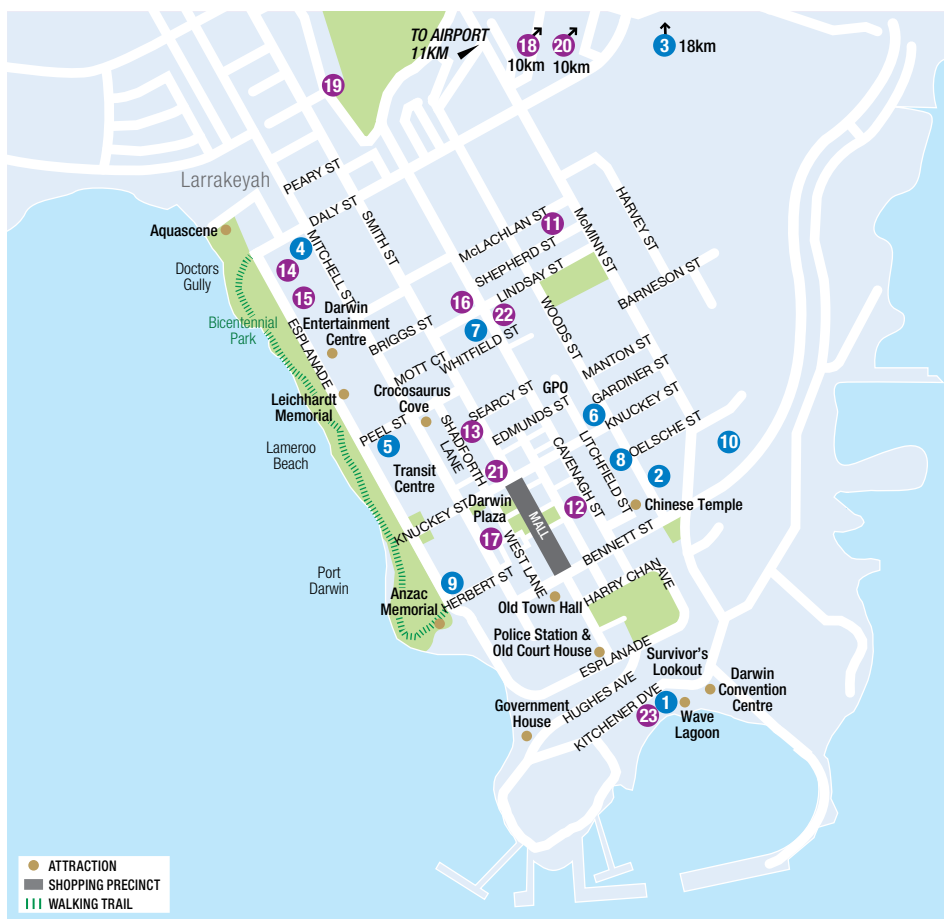 TO AIRPORT
11KM
18
10km
20
10km
3
18km
19
Larrakeyah
PEARY ST
DALY ST
SMITH ST
HARVEY ST
Aquascene
4
MITCHELL ST
McLACHLAN ST
11
McMINN ST
Doctors
Gully
14
SHEPHERD ST
LINDSAY ST
BARNESON ST
15
16
22
Bicentennial
Park
ESPLANADE
Darwin
Entertainment
Centre
BRIGGS ST
7
WHITFIELD ST
WOODS ST
MANTON ST
MOTT CT
Leichhardt
Memorial
Crocosaurus
Cove
SEARCY ST
GPO
GARDINER ST
PEEL ST
EDMUNDS ST
6
KNUCKEY ST
Lameroo
Beach
5
SHADFORTH
LANE
13
LITCHFIELD ST
OELSCHE ST
10
Transit
Centre
21
CAVENAGH ST
8
2
KNUCKEY ST
Darwin
Plaza
MALL
12
Chinese Temple
17
WEST LANE
BENNETT ST
Port
Darwin
9
HERBERT ST
HARRY CHAN
AVE
Anzac
Memorial
Old Town Hall
Police Station &
Old Court House
ESPLANADE
Survivor's
Lookout
Darwin
Convention
Centre
HUGHES AVE
Government
House
KITCHENER DVE
1
23
Wave
Lagoon
ATTRACTION
SHOPPING PRECINCT
WALKING TRAIL